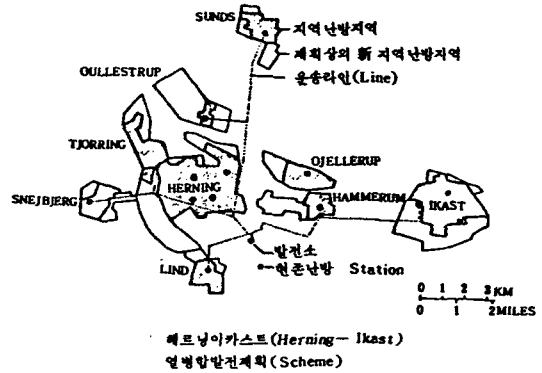 SUNDS
지역난방지역
계획상의 新 지역난방지역
운송라인(Line)
OULLESTRUP
TJORRING
OJELLERUP
HERNING
SNEJBJERG
HAMMERUM
IKAST
발전소
현존난방 Station
LIND
0 1 2 3 KM
0 1 2 MILES
헤르닝이카스트(Herning— Ikast)
열병합발전계획(Scheme)